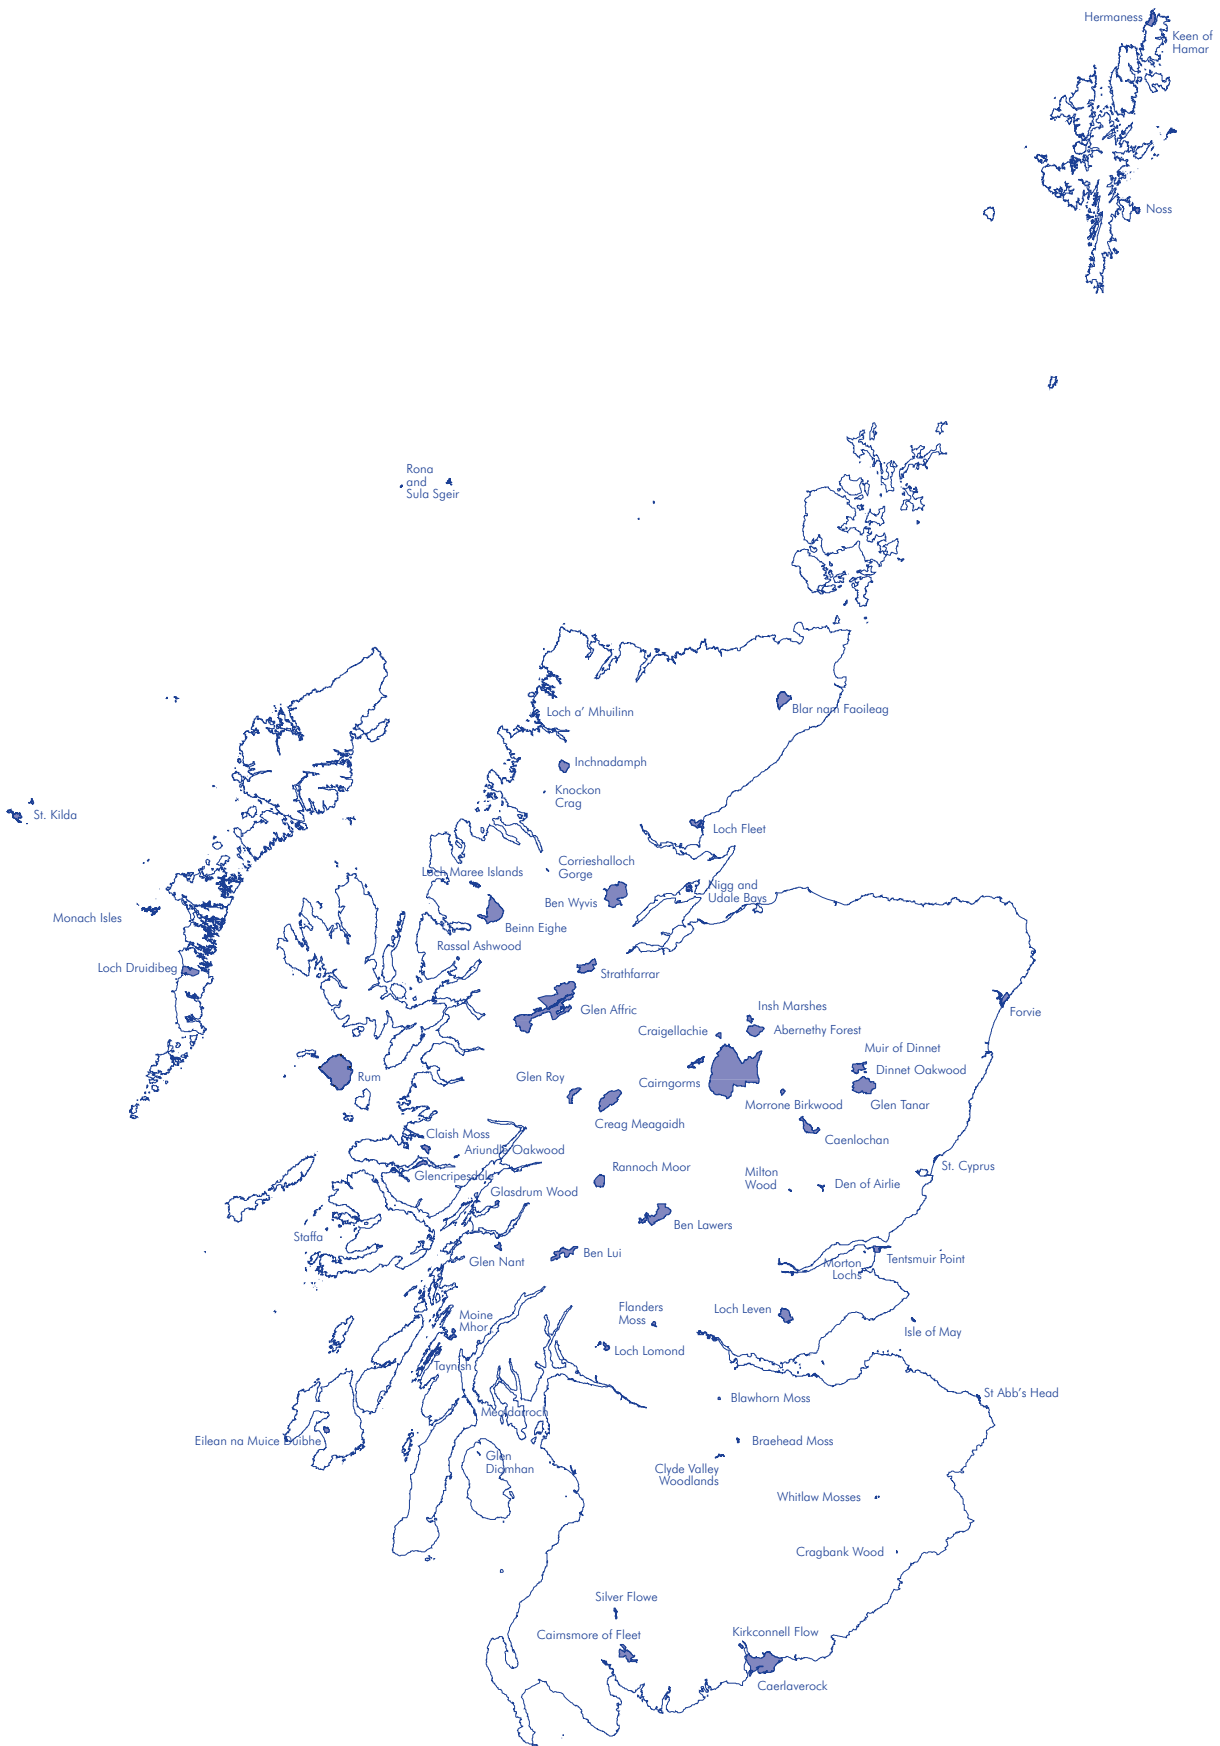 Hermaness
Keen of
Hamar
Noss
Rona
and
Sula Sgeir
Loch a’ Mhuilinn
Blar nam Faoileag
Inchnadamph
Knockon
Crag
St. Kilda
Loch Fleet
Corrieshalloch
Gorge
Loch Maree Islands
Nigg and
Udale Bays
Ben Wyvis
Monach Isles
Beinn Eighe
Rassal Ashwood
Loch Druidibeg
Strathfarrar
Glen Affric
Insh Marshes
Forvie
Craigellachie
Abernethy Forest
Muir of Dinnet
Dinnet Oakwood
Rum
Glen Roy
Cairngorms
Morrone Birkwood
Glen Tanar
Creag Meagaidh
Claish Moss
Caenlochan
Ariundle Oakwood
Rannoch Moor
St. Cyprus
Glencripesdale
Milton
Wood
Den of Airlie
Glasdrum Wood
Ben Lawers
Staffa
Glen Nant
Ben Lui
Morton
Lochs
Tentsmuir Point
Moine
Mhor
Flanders
Moss
Loch Leven
Isle of May
Loch Lomond
Taynish
Blawhorn Moss
St Abb’s Head
Mealdarroch
Eilean na Muice Duibhe
Braehead Moss
Glen
Diomhan
Clyde Valley
Woodlands
Whitlaw Mosses
Cragbank Wood
Silver Flowe
Cairnsmore of Fleet
Kirkconnell Flow
Caerlaverock